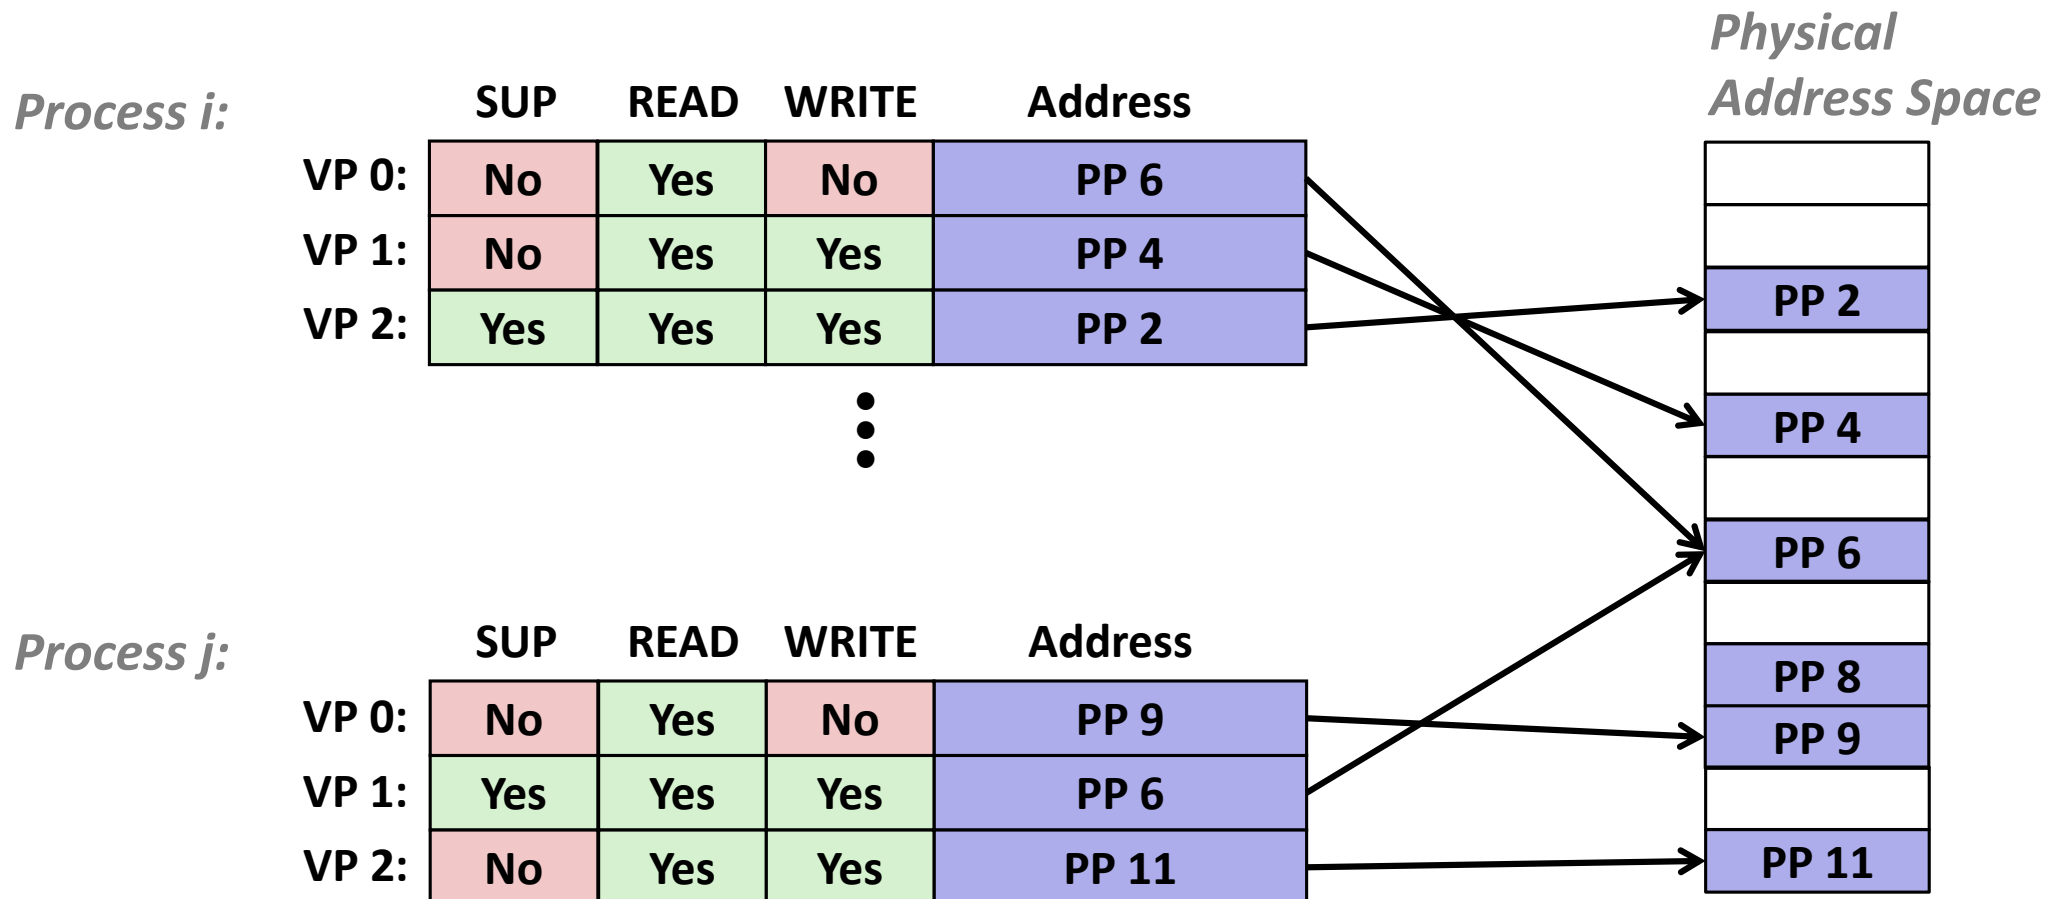 Physical
Address Space
Process i:
SUP READ WRITE Address
VP 0: No Yes No PP 6
VP 1: No Yes Yes PP 4
VP 2: Yes Yes Yes PP 2
PP 2
PP 4
PP 6
Process j:
SUP READ WRITE Address
VP 0: No Yes No PP 9
VP 1: Yes Yes Yes PP 6
VP 2: No Yes Yes PP 11
PP 8
PP 9
PP 11